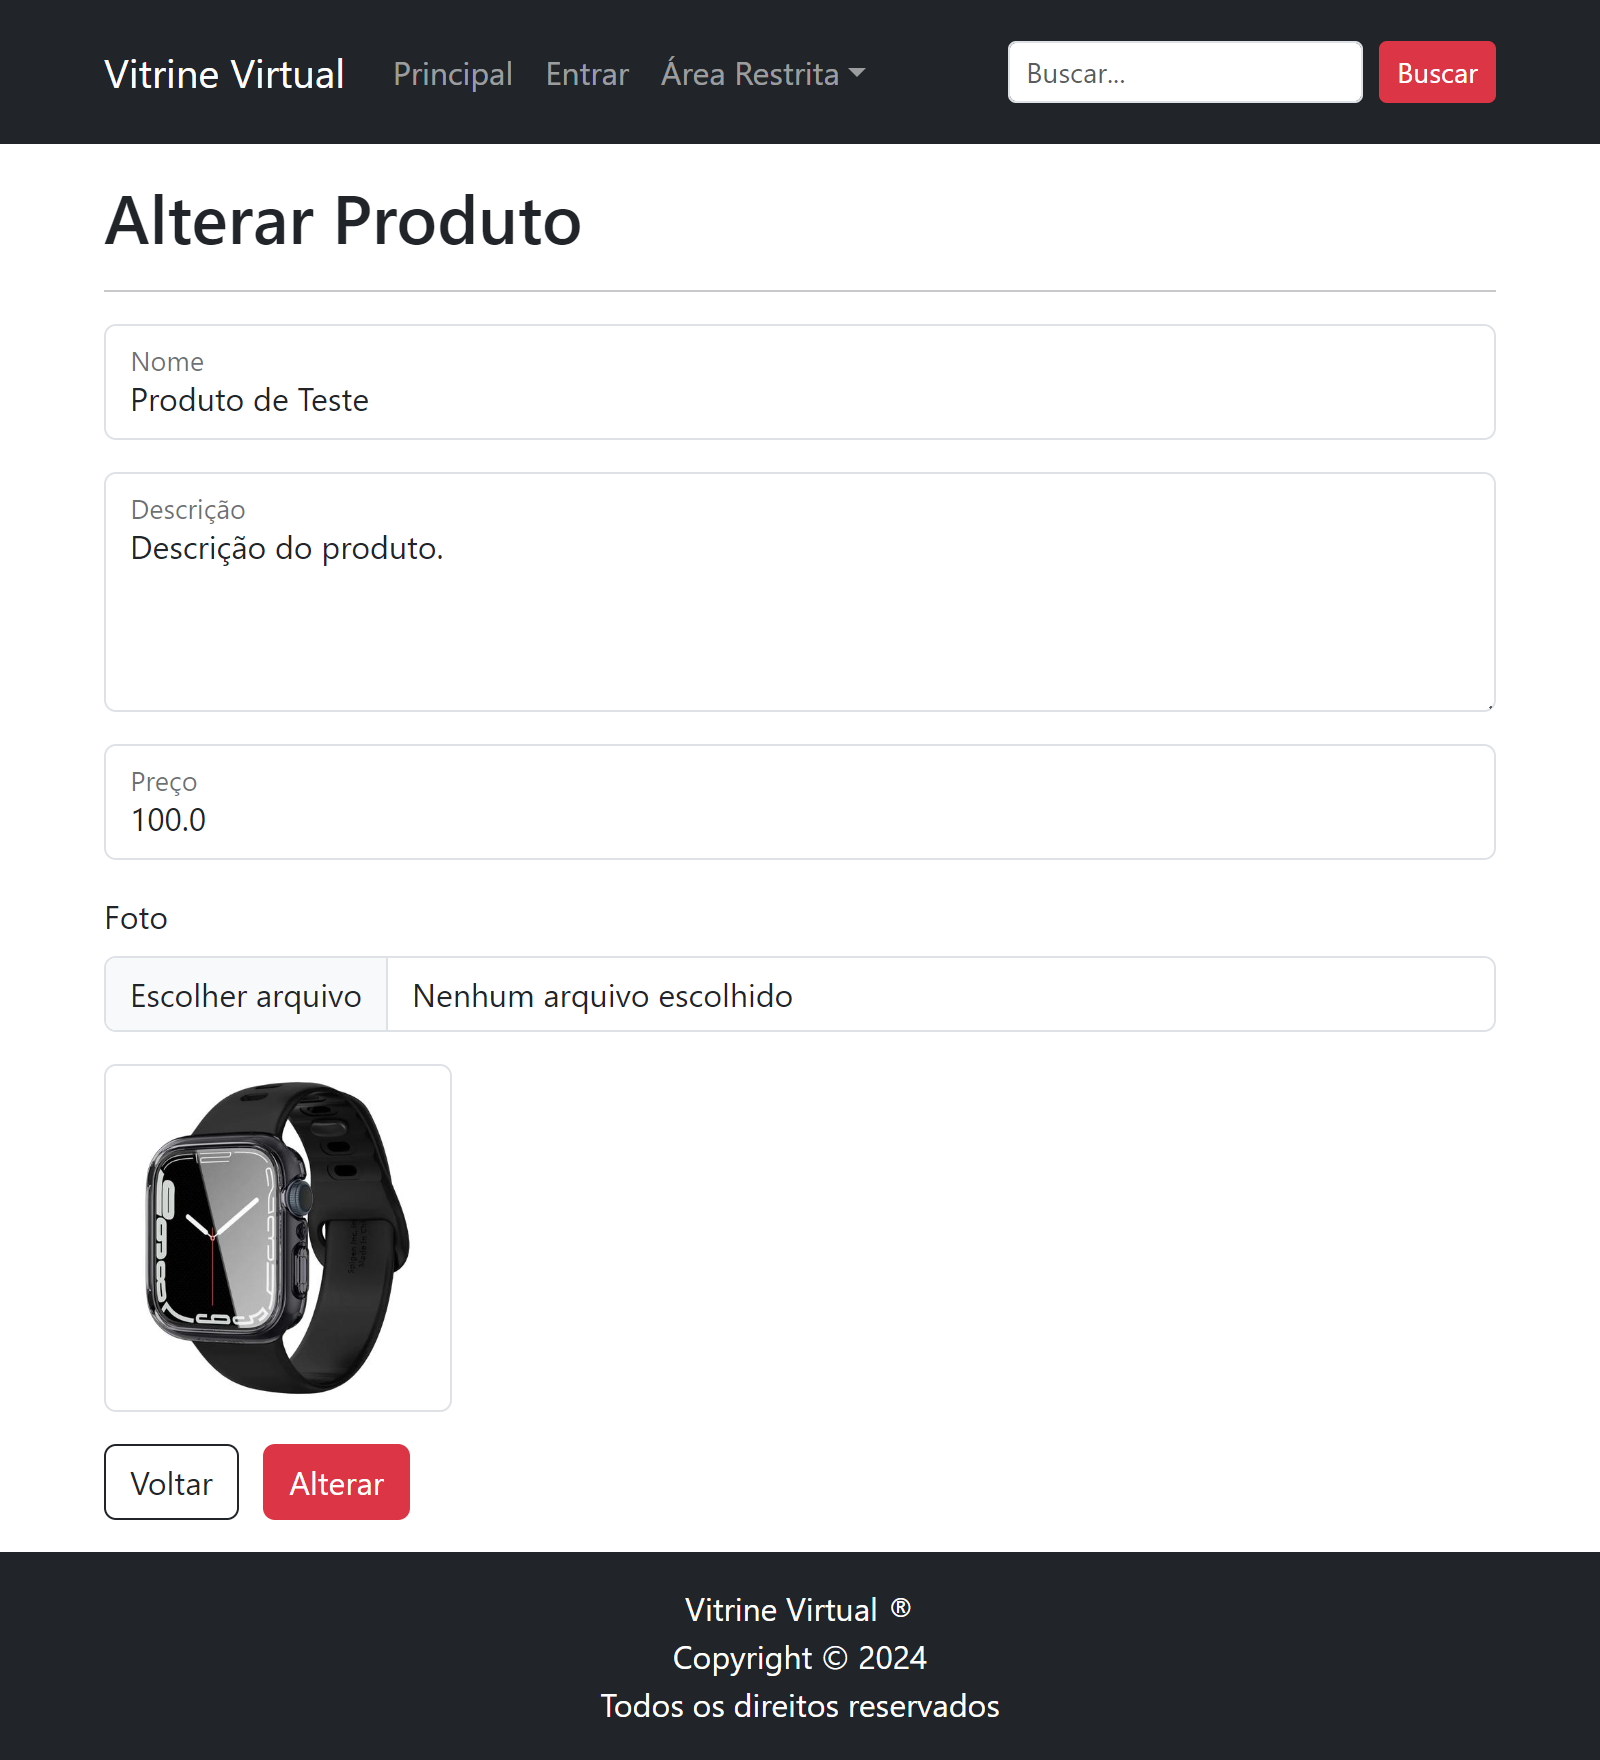 Vitrine Virtual Principal Entrar Área Restrita Buscar... Buscar
Alterar Produto
Nome
Produto de Teste
Descrição
Descrição do produto.
Preço
100.0
Foto
Escolher arquivo Nenhum arquivo escolhido
Voltar Alterar
Vitrine Virtual ®
Copyright © 2024
Todos os direitos reservados